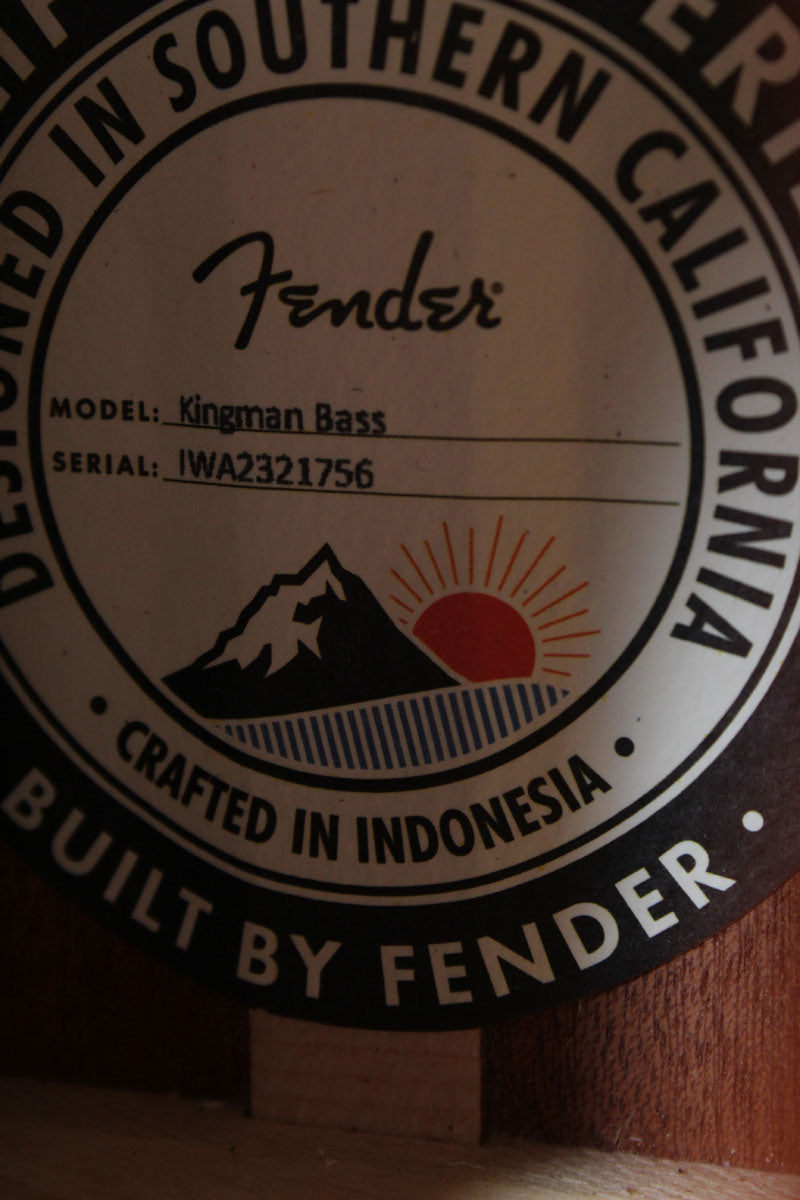 DESIGNED IN SOUTHERN CALIFORNIA
Fender
MODEL: Kingman Bass
SERIAL: IWA2321756
• CRAFTED IN INDONESIA •
BUILT BY FENDER •